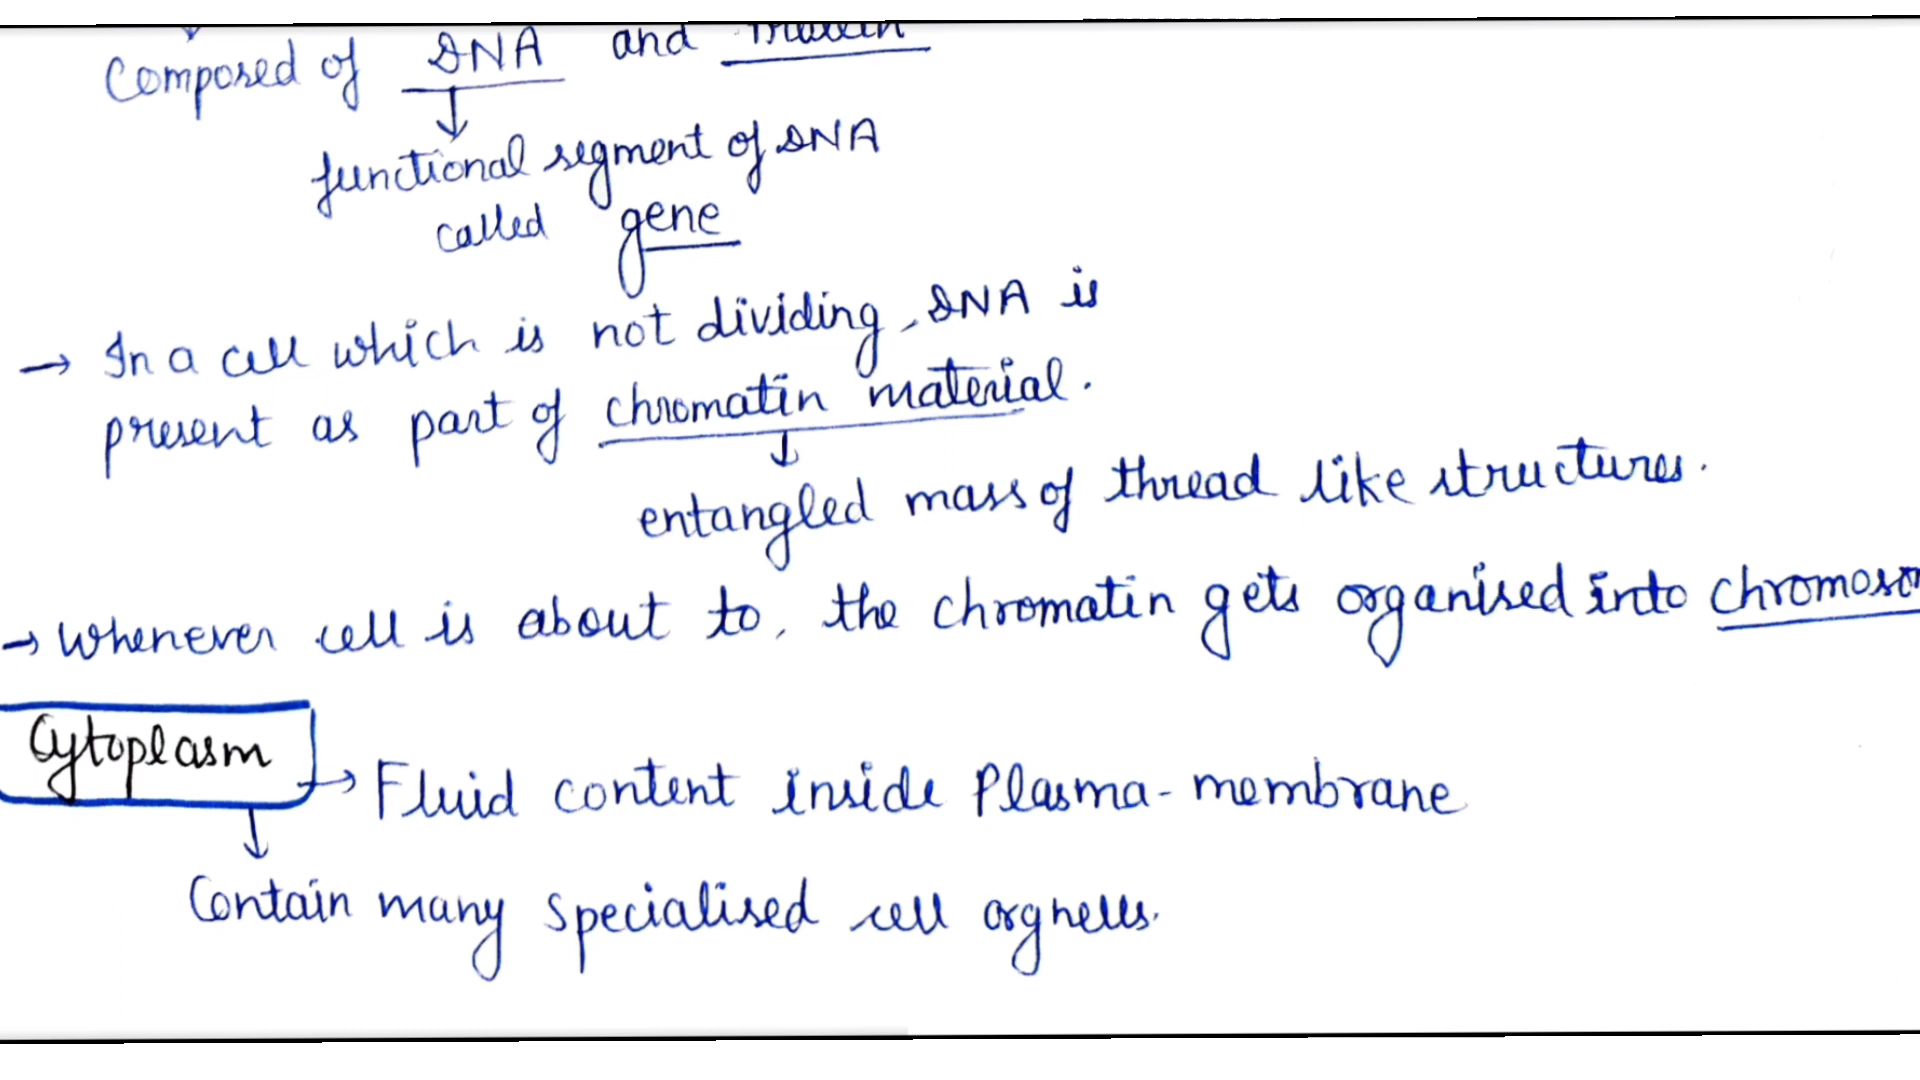 Composed of DNA and
functional segment of DNA
called gene
→ In a cell which is not dividing, DNA is
present as part of chromatin material.
entangled mass of thread like structures.
→ Whenever cell is about to, the chromatin gets organised into
Cytoplasm
→ Fluid content inside Plasma-membrane
Contain many specialised cell orgnells.